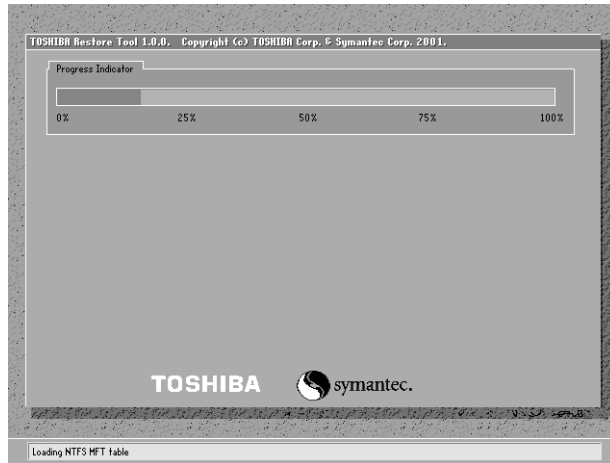 TOSHIBA Restore Tool 1.0.0. Copyright (c) TOSHIBA Corp. & Symantec Corp. 2001.
Progress Indicator
0% 25% 50% 75% 100%
TOSHIBA symantec.
Loading NTFS MFT table